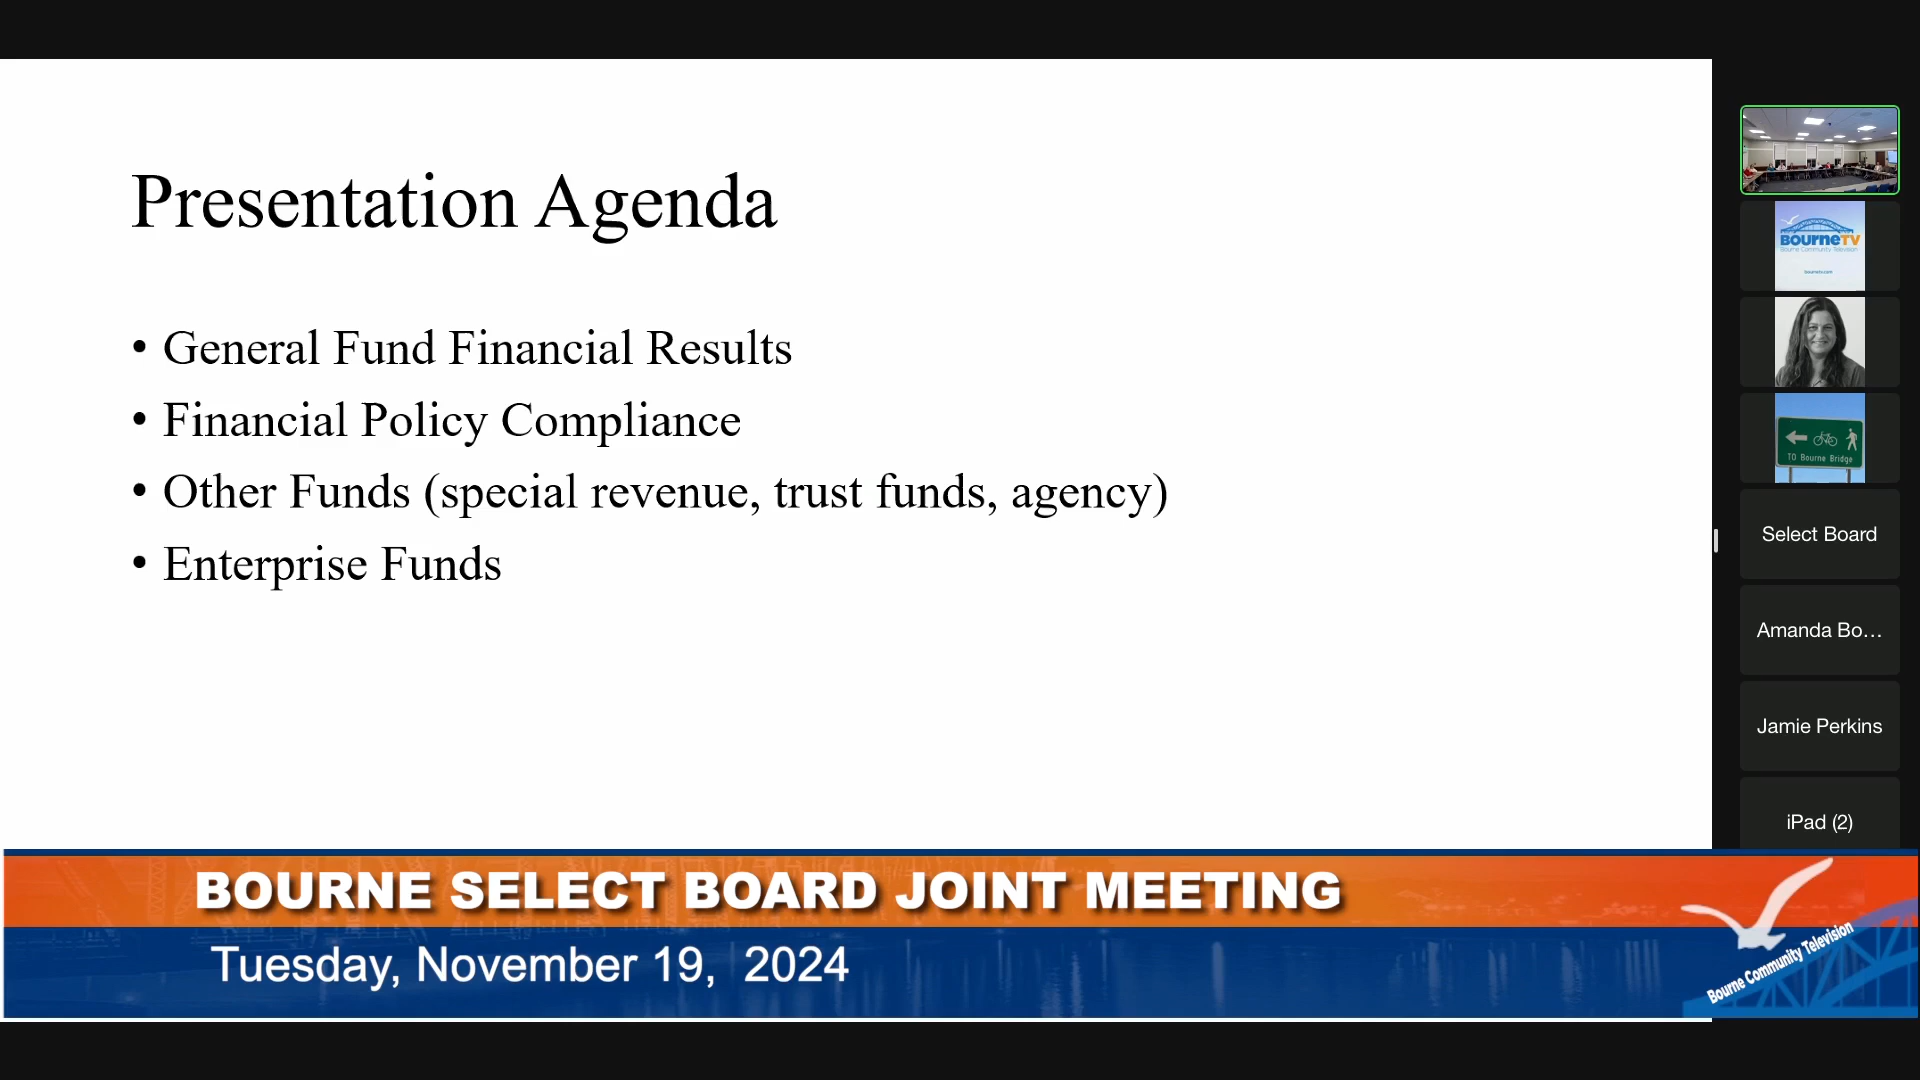 Presentation Agenda
• General Fund Financial Results
• Financial Policy Compliance
• Other Funds (special revenue, trust funds, agency)
• Enterprise Funds
BOURNETV
Bourne Community Television
TO Bourne Bridge
Select Board
Amanda Bo...
Jamie Perkins
iPad (2)
BOURNE SELECT BOARD JOINT MEETING
Tuesday, November 19, 2024
Bourne Community Television